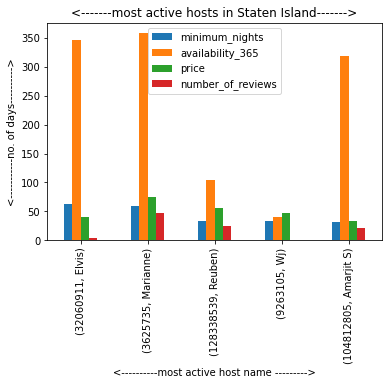 <-------most active hosts in Staten Island------->
minimum_nights
availability_365
price
number_of_reviews
350
300
250
200
150
100
50
0
<---------no. of days--------->
(32060911, Elvis)
(3625735, Marianne)
(128338539, Reuben)
(9263105, Wj)
(104812805, Amarjit S)
<----------most active host name --------->